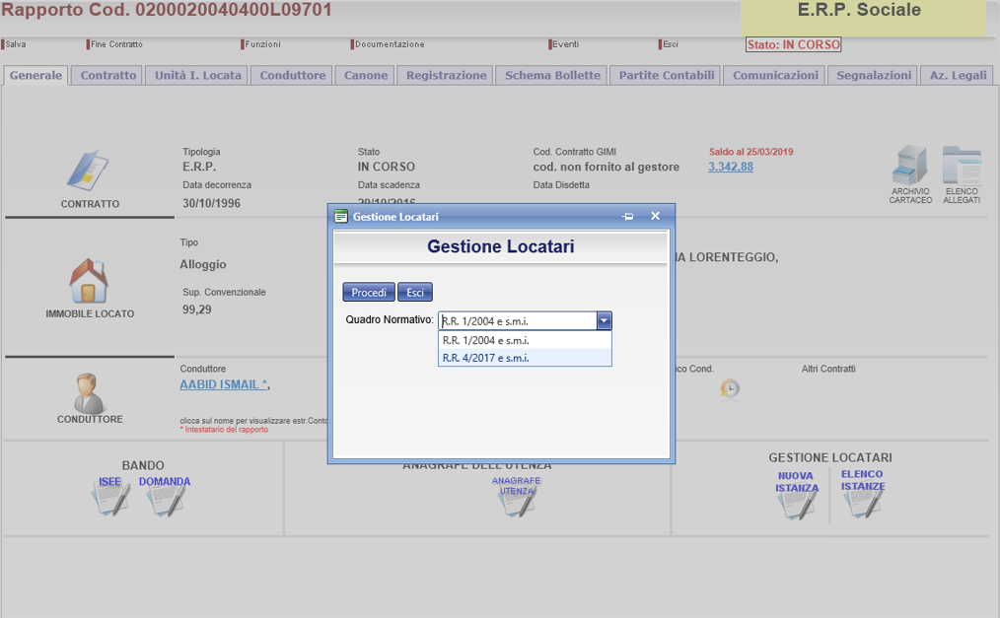 Rapporto Cod. 0200020040400L09701
E.R.P. Sociale
Salva
Fine Contratto
Funzioni
Documentazione
Eventi
Esci
Stato: IN CORSO
Generale
Contratto
Unità I. Locata
Conduttore
Canone
Registrazione
Schema Bollette
Partite Contabili
Comunicazioni
Segnalazioni
Az. Legali
Tipologia
E.R.P.
Data decorrenza
30/10/1996
Stato
IN CORSO
Data scadenza
29/10/2016
Cod. Contratto GIMI
cod. non fornito al gestore
Data Disdetta
Saldo al 25/03/2019
3.342,88
ARCHIVIO
CARTACEO
ELENCO
ALLEGATI
CONTRATTO
Gestione Locatari
Gestione Locatari
Procedi
Esci
Quadro Normativo:
R.R. 1/2004 e s.m.i.
R.R. 1/2004 e s.m.i.
R.R. 4/2017 e s.m.i.
Tipo
Alloggio
Sup. Convenzionale
99,29
IA LORENTEGGIO,
IMMOBILE LOCATO
Conduttore
AABID ISMAIL *,
clicca sul nome per visualizzare estr.Conto
* Intestatario del rapporto
ico Cond.
Altri Contratti
CONDUTTORE
BANDO
ISEE
DOMANDA
ANAGRAFE DELL'UTENZA
ANAGRAFE
UTENZA
GESTIONE LOCATARI
NUOVA
ISTANZA
ELENCO
ISTANZE